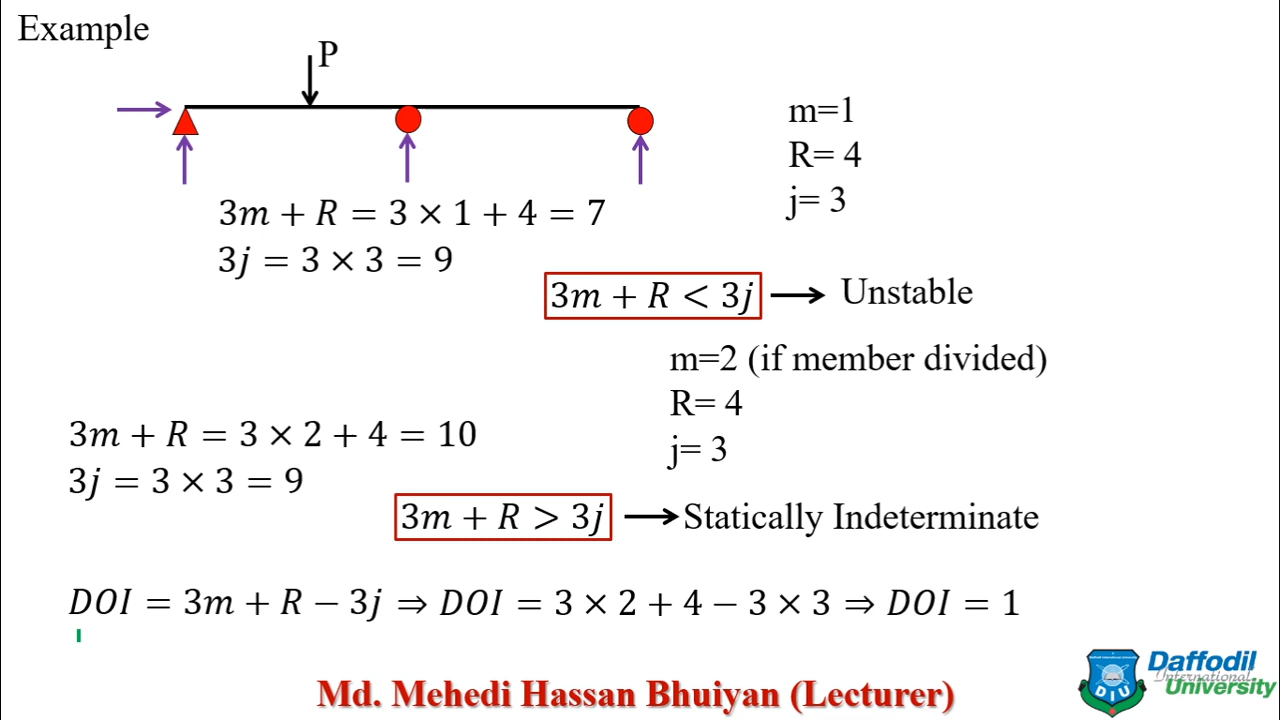 Example
P
m=1
R= 4
j= 3
3m + R = 3 × 1 + 4 = 7
3j = 3 × 3 = 9
3m + R < 3j
Unstable
m=2 (if member divided)
R= 4
j= 3
3m + R = 3 × 2 + 4 = 10
3j = 3 × 3 = 9
3m + R > 3j
Statically Indeterminate
DOI = 3m + R − 3j ⇒ DOI = 3 × 2 + 4 − 3 × 3 ⇒ DOI = 1
Md. Mehedi Hassan Bhuiyan (Lecturer)
DIU
Daffodil
International
University